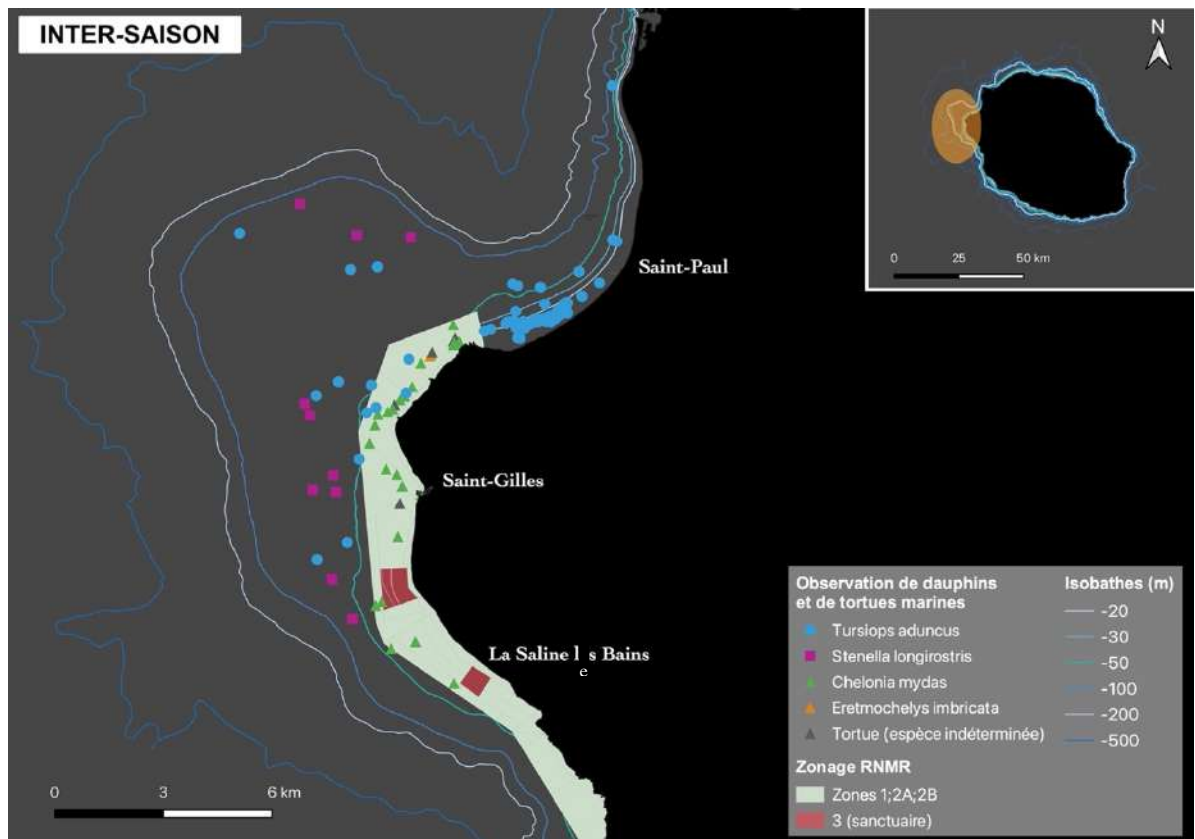 INTER-SAISON
N
0 25 50 km
Saint-Paul
Saint-Gilles
La Saline l s Bains
e
Observation de dauphins
et de tortues marines
Tursiops aduncus
Stenella longirostris
Chelonia mydas
Eretmochelys imbricata
Tortue (espèce indéterminée)
Zonage RNMR
Zones 1;2A;2B
3 (sanctuaire)
Isobathes (m)
-20
-30
-50
-100
-200
-500
0 3 6 km